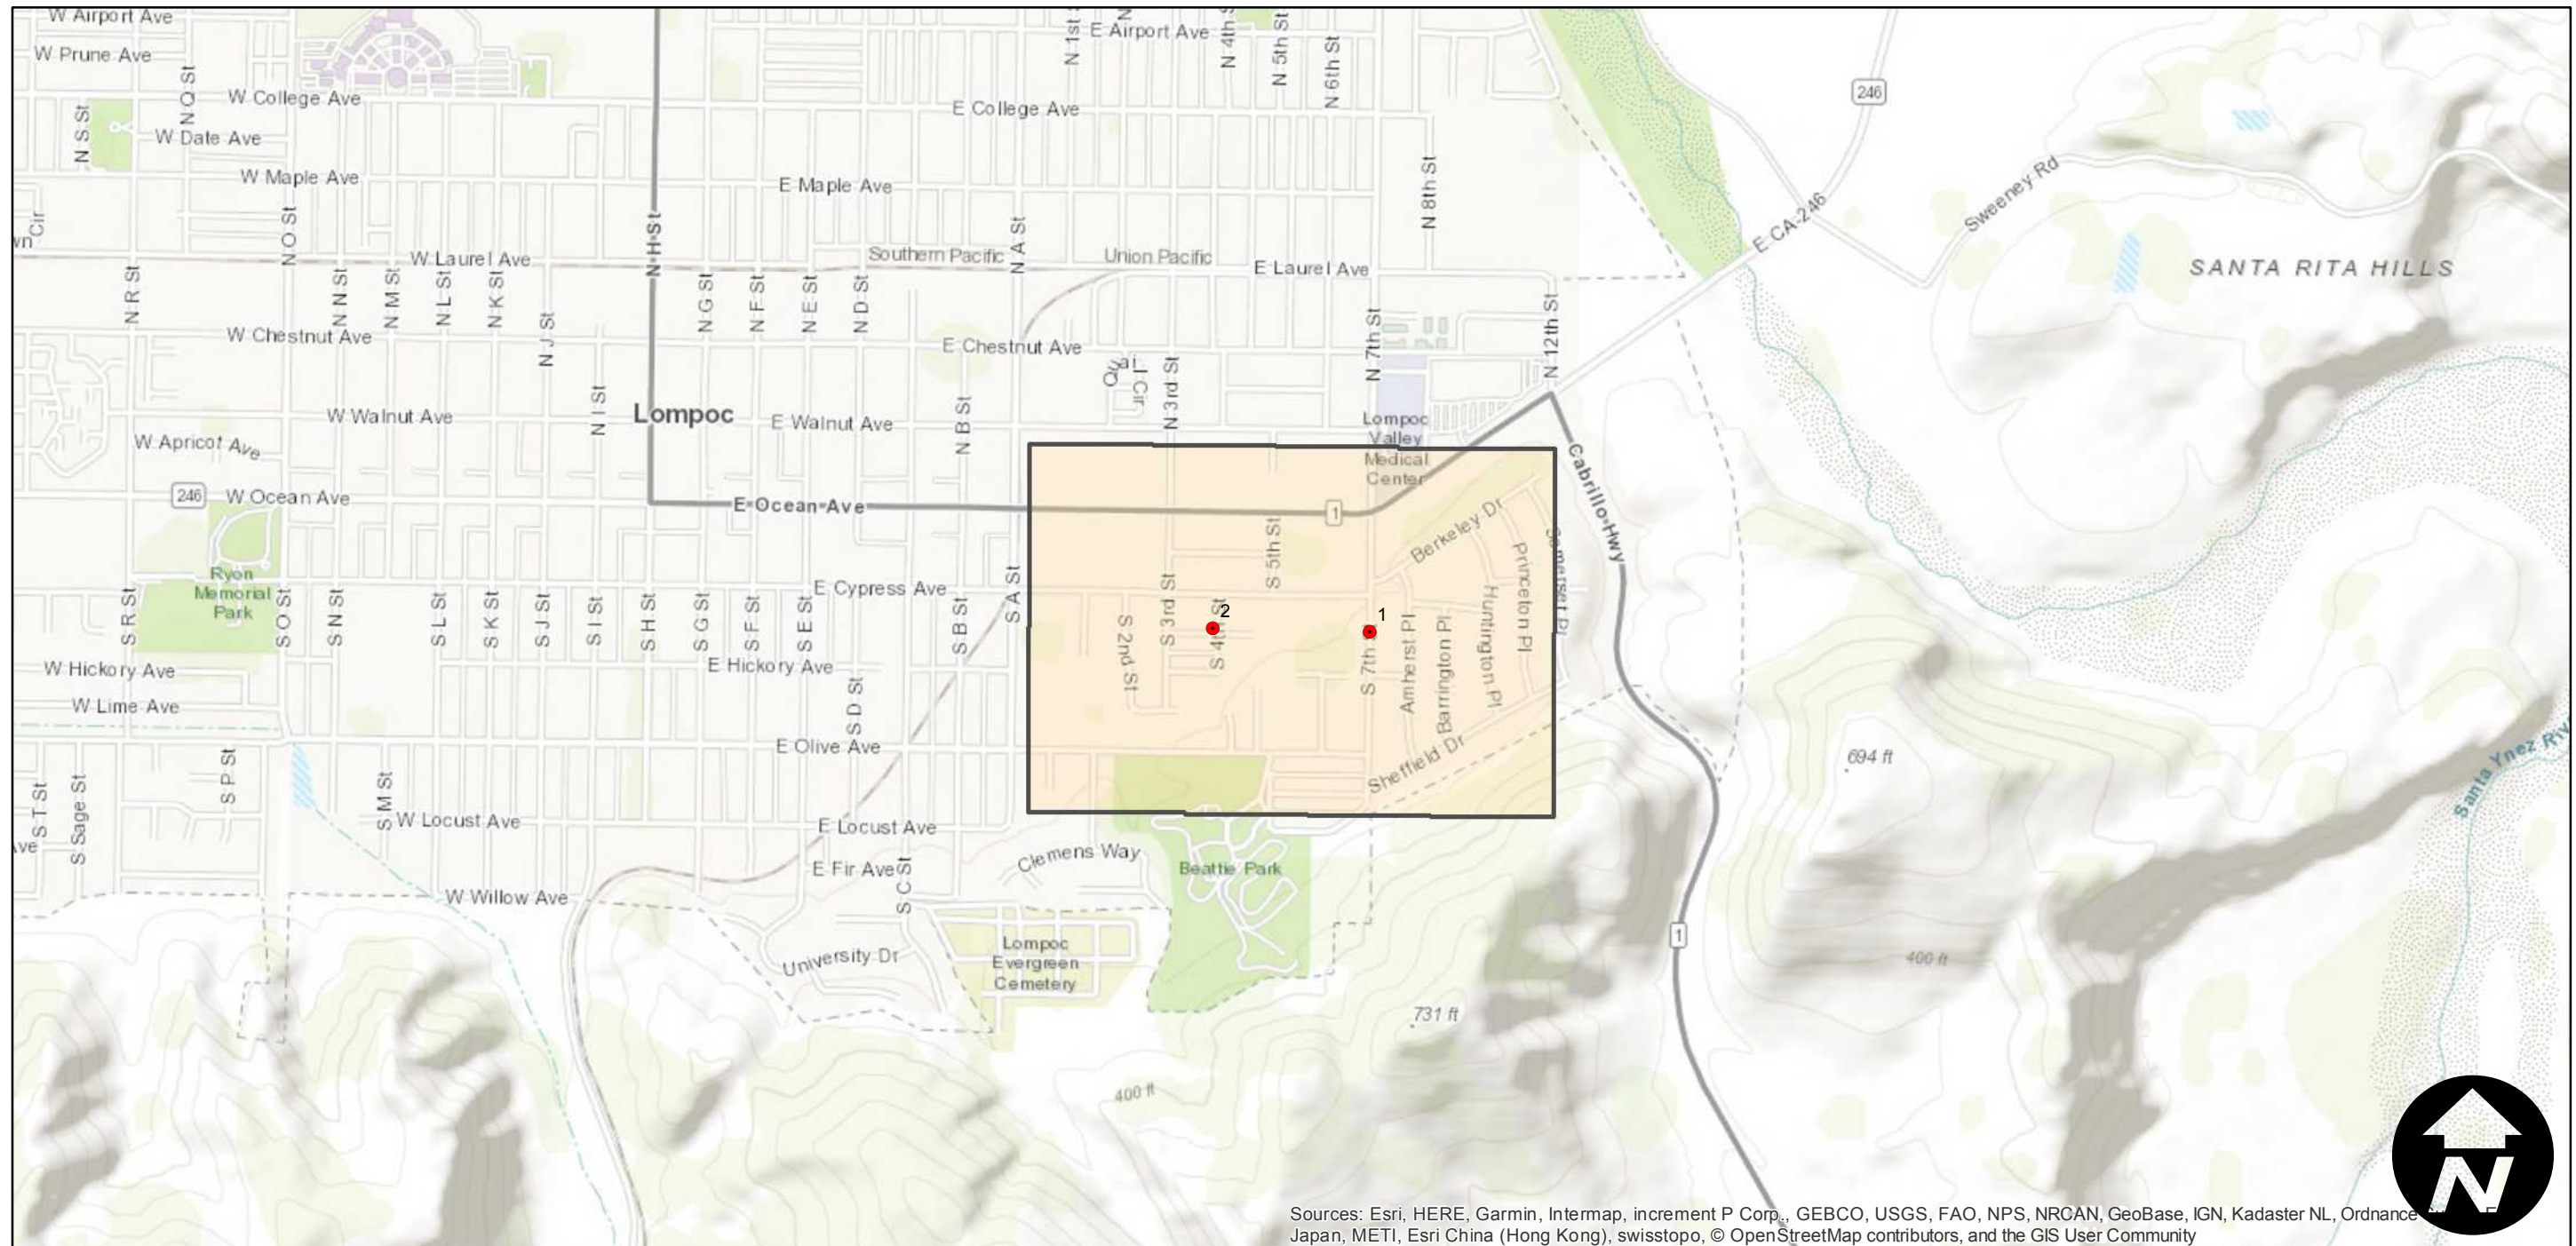 W Airport Ave
W Prune Ave
N Q St
W College Ave
N S St
W Date Ave
W Maple Ave
N O St
N H St
E Maple Ave
E College Ave
N 1st
E Airport Ave
N 4th
N 5th St
N 6th St
N 8th St
246
Sweeney Rd
E CA-246
SANTA RITA HILLS
Cir
N R St
W Laurel Ave
Southern Pacific
N A St
Union Pacific
E Laurel Ave
N N St
N M St
N L St
N K St
N J St
N I St
N G St
N F St
N E St
N D St
W Chestnut Ave
E Chestnut Ave
Quail Cir
N 3rd St
N 7th St
N 12th St
W Walnut Ave
Lompoc
E Walnut Ave
N B St
W Apricot Ave
Lompoc
Valley
Medical
Center
246
W Ocean Ave
E Ocean Ave
1
Cabrillo Hwy
Berkeley Dr
Princeton Pl
Somerset Pl
Huntington Pl
Barrington Pl
Amherst Pl
Sheffield Dr
S 7th
S 5th St
S 4th St
S 3rd St
S 2nd St
2
1
Ryon
Memorial
Park
E Cypress Ave
S R St
S O St
S N St
S L St
S K St
S J St
S I St
S H St
S G St
S F St
S E St
S B St
S A St
W Hickory Ave
E Hickory Ave
W Lime Ave
S D St
E Olive Ave
S P St
S T St
S Sage St
S M St
W Locust Ave
E Locust Ave
E Fir Ave
S C St
Clemens Way
Beattie Park
W Willow Ave
University Dr
Lompoc
Evergreen
Cemetery
694 ft
Santa Ynez Riv
1
400 ft
731 ft
400 ft
N
Sources: Esri, HERE, Garmin, Intermap, increment P Corp., GEBCO, USGS, FAO, NPS, NRCAN, GeoBase, IGN, Kadaster NL, Ordnance
Japan, METI, Esri China (Hong Kong), swisstopo, © OpenStreetMap contributors, and the GIS User Community